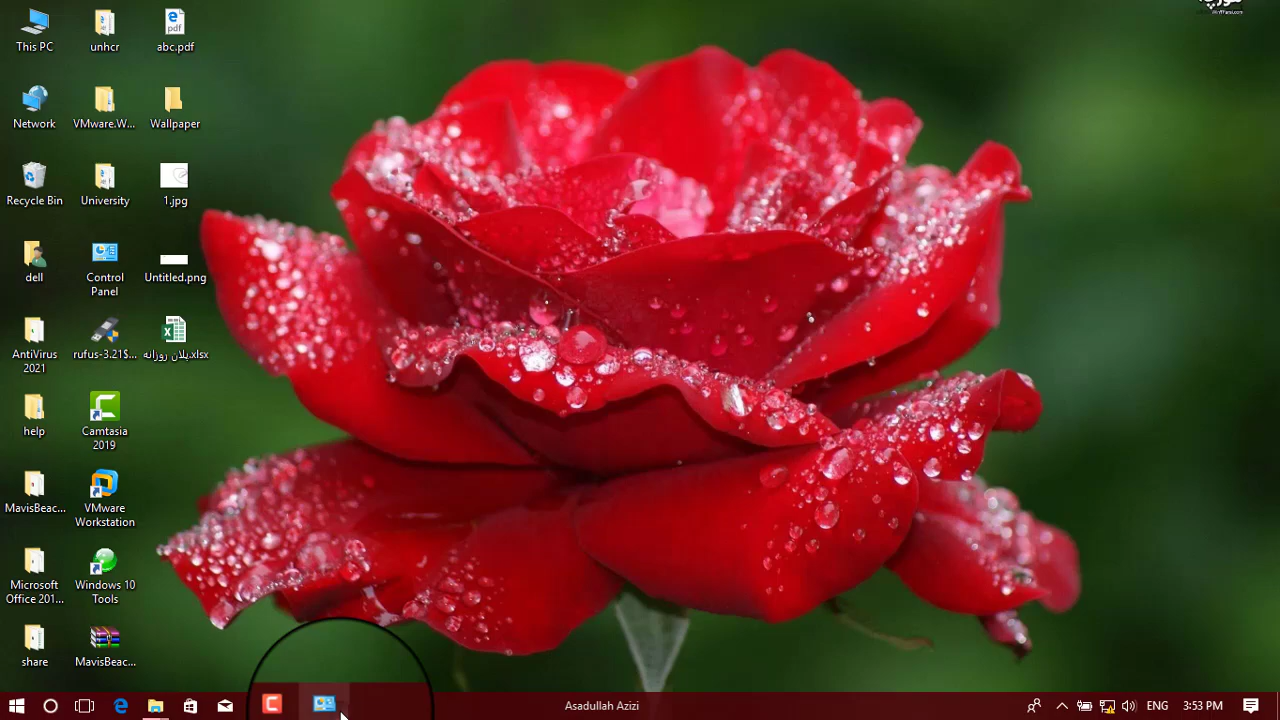 This PC
unhcr
abc.pdf
Network
VMware.W...
Wallpaper
Recycle Bin
University
1.jpg
dell
Control
Panel
Untitled.png
AntiVirus
2021
rufus-3.21$...
پلان روزانه.xlsx
help
Camtasia
2019
MavisBeac...
VMware
Workstation
Microsoft
Office 201...
Windows 10
Tools
share
MavisBeac...
Asadullah Azizi
ENG
3:53 PM